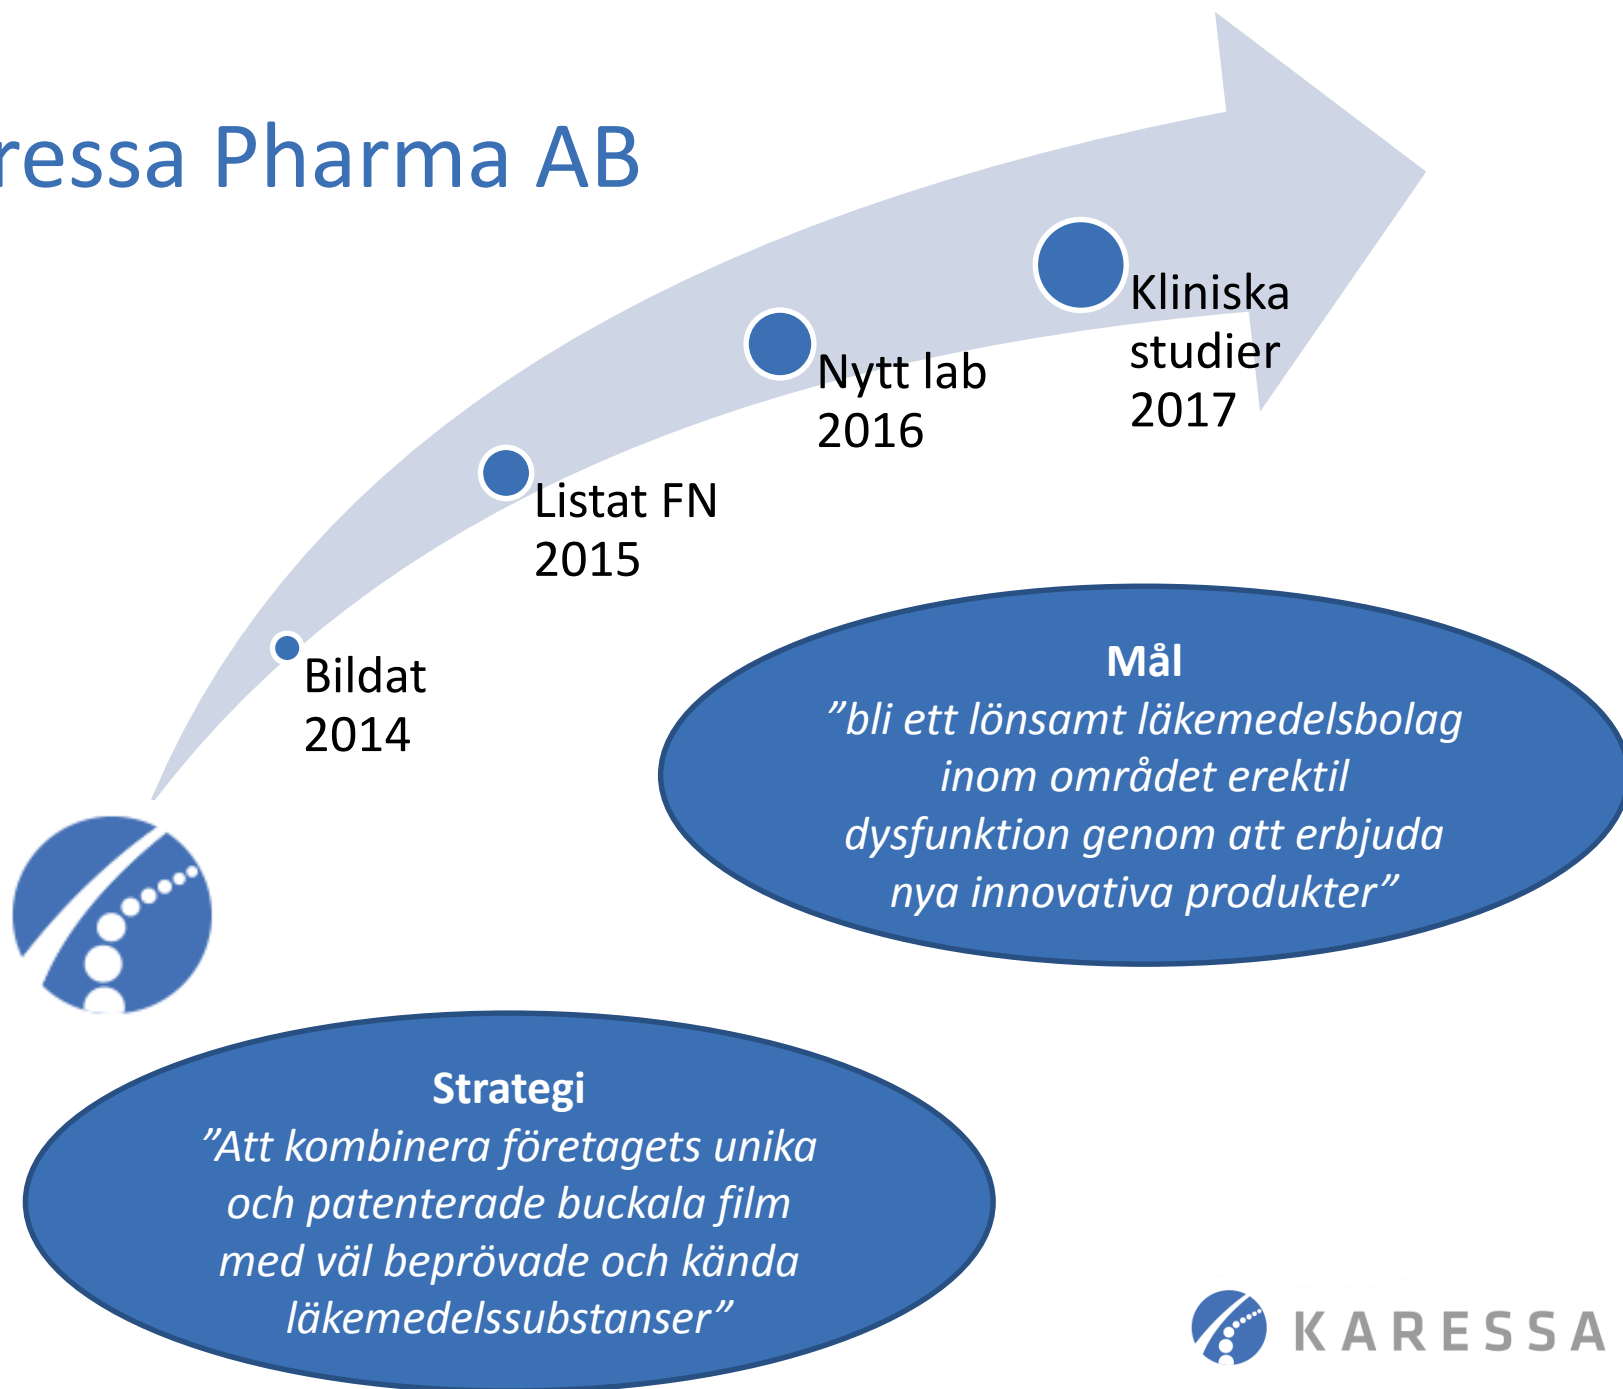 ressa Pharma AB
Kliniska
studier
2017
Nytt lab
2016
Listat FN
2015
Bildat
2014
Mål
”bli ett lönsamt läkemedelsbolag
inom området erektil
dysfunktion genom att erbjuda
nya innovativa produkter”
Strategi
”Att kombinera företagets unika
och patenterade buckala film
med väl beprövade och kända
läkemedelssubstanser”
KARESSA